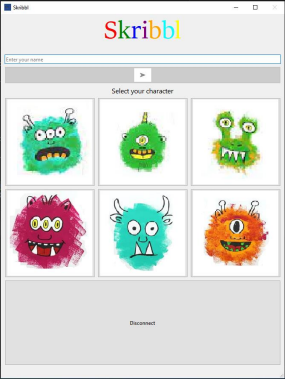 Skribbl
Skribbl
Enter your name
Select your character
Disconnect